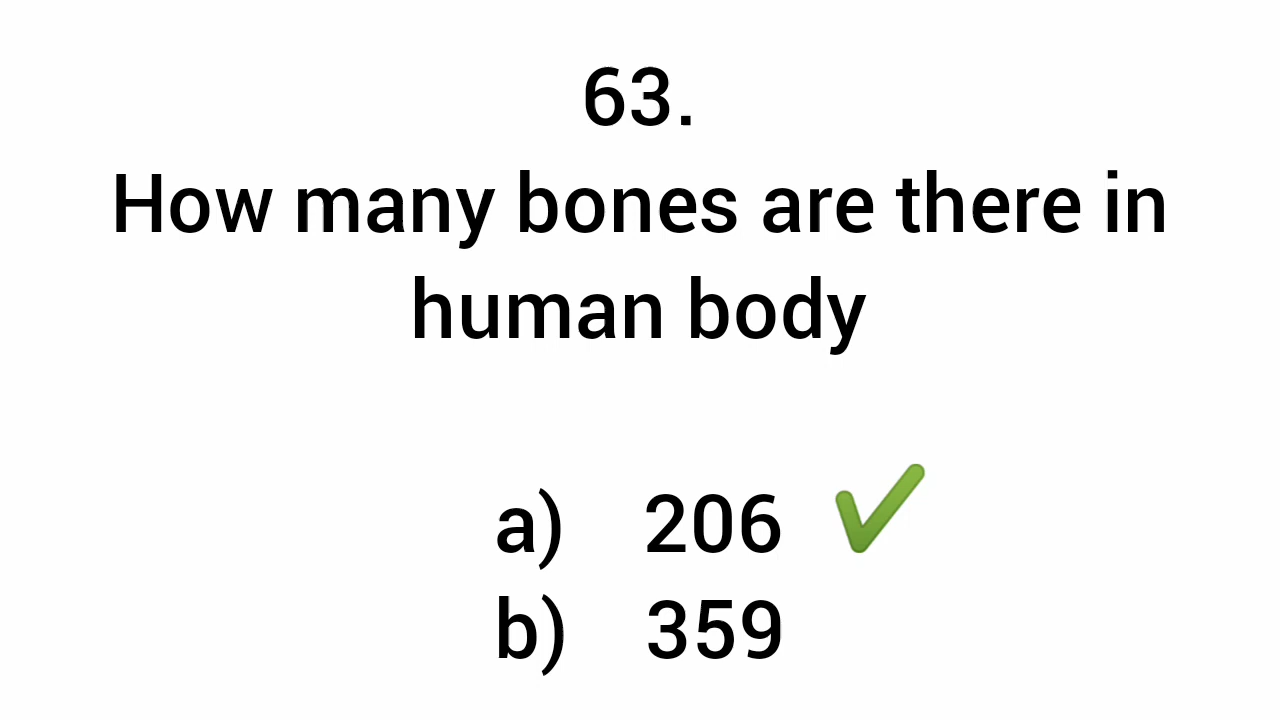 63.
How many bones are there in
human body
a) 206 ✔
b) 359